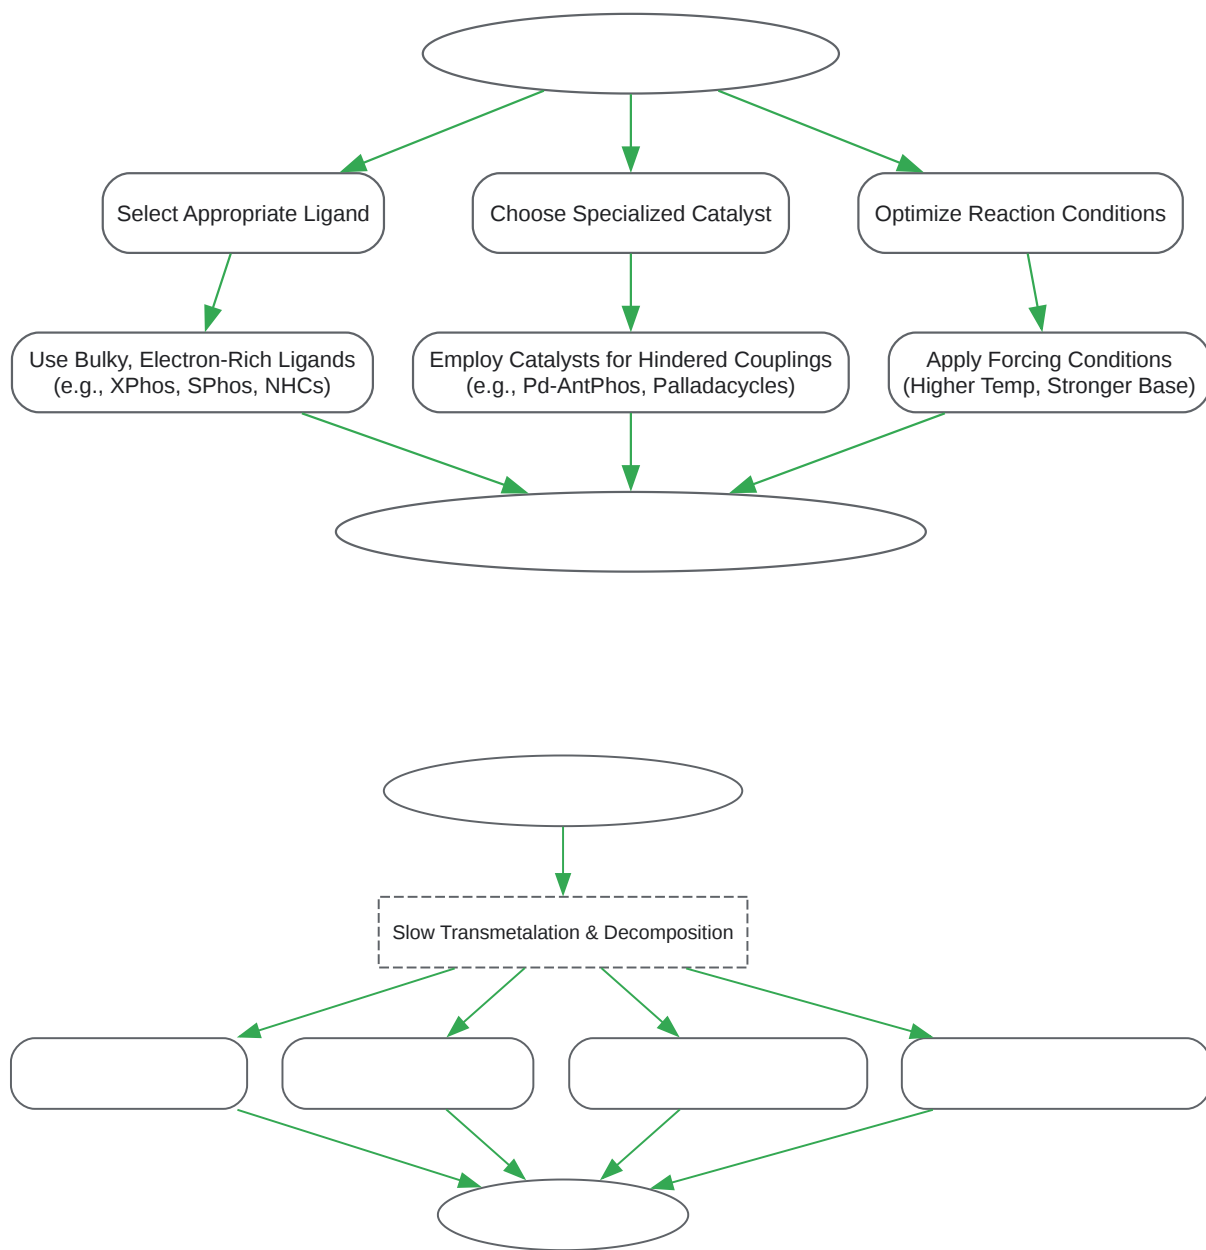 Select Appropriate Ligand
Choose Specialized Catalyst
Optimize Reaction Conditions
Use Bulky, Electron-Rich Ligands
(e.g., XPhos, SPhos, NHCs)
Employ Catalysts for Hindered Couplings
(e.g., Pd-AntPhos, Palladacycles)
Apply Forcing Conditions
(Higher Temp, Stronger Base)
Slow Transmetalation & Decomposition